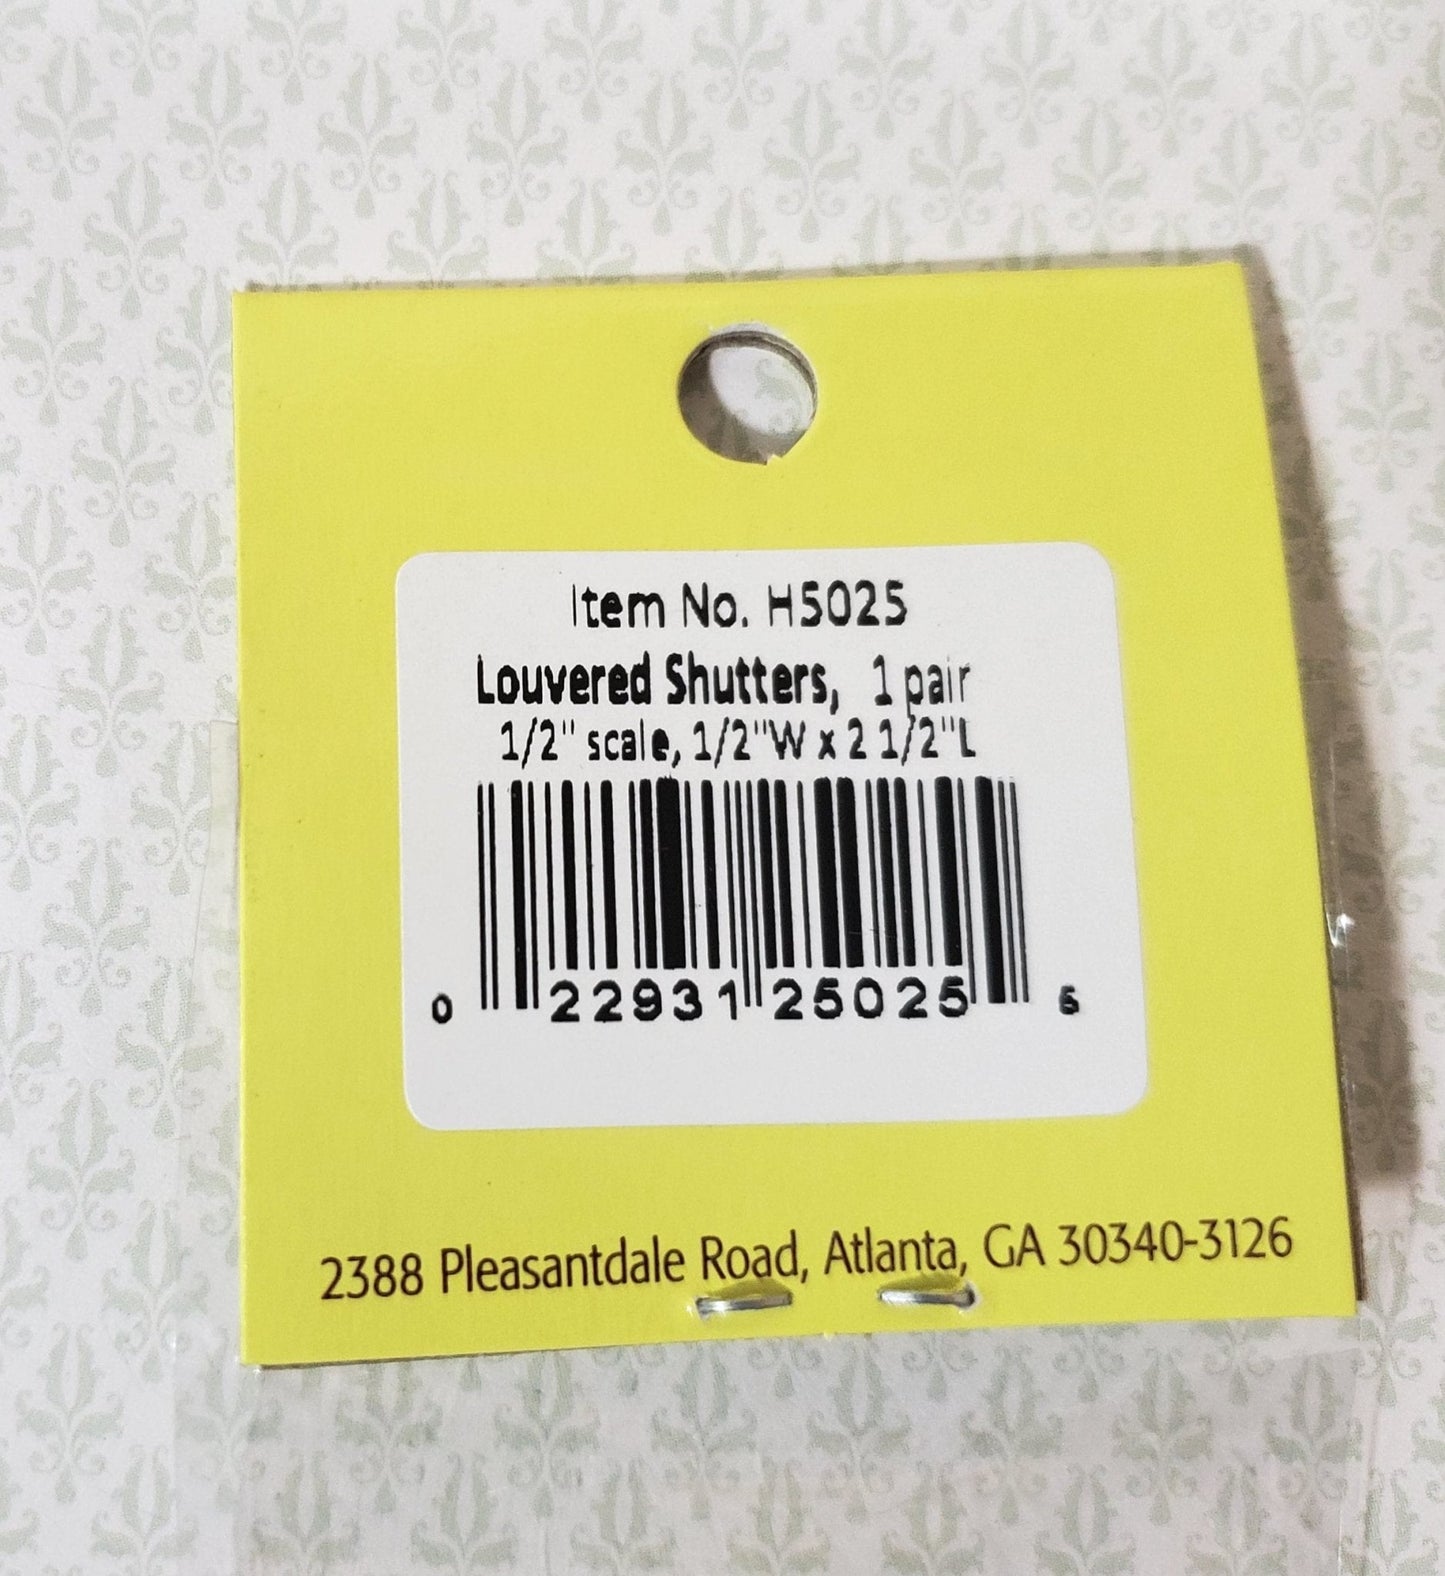 Item No. H5025
Louvered Shutters, 1 pair
1/2" scale, 1/2"W x 2 1/2"L
0 22931 25025 5
2388 Pleasantdale Road, Atlanta, GA 30340-3126